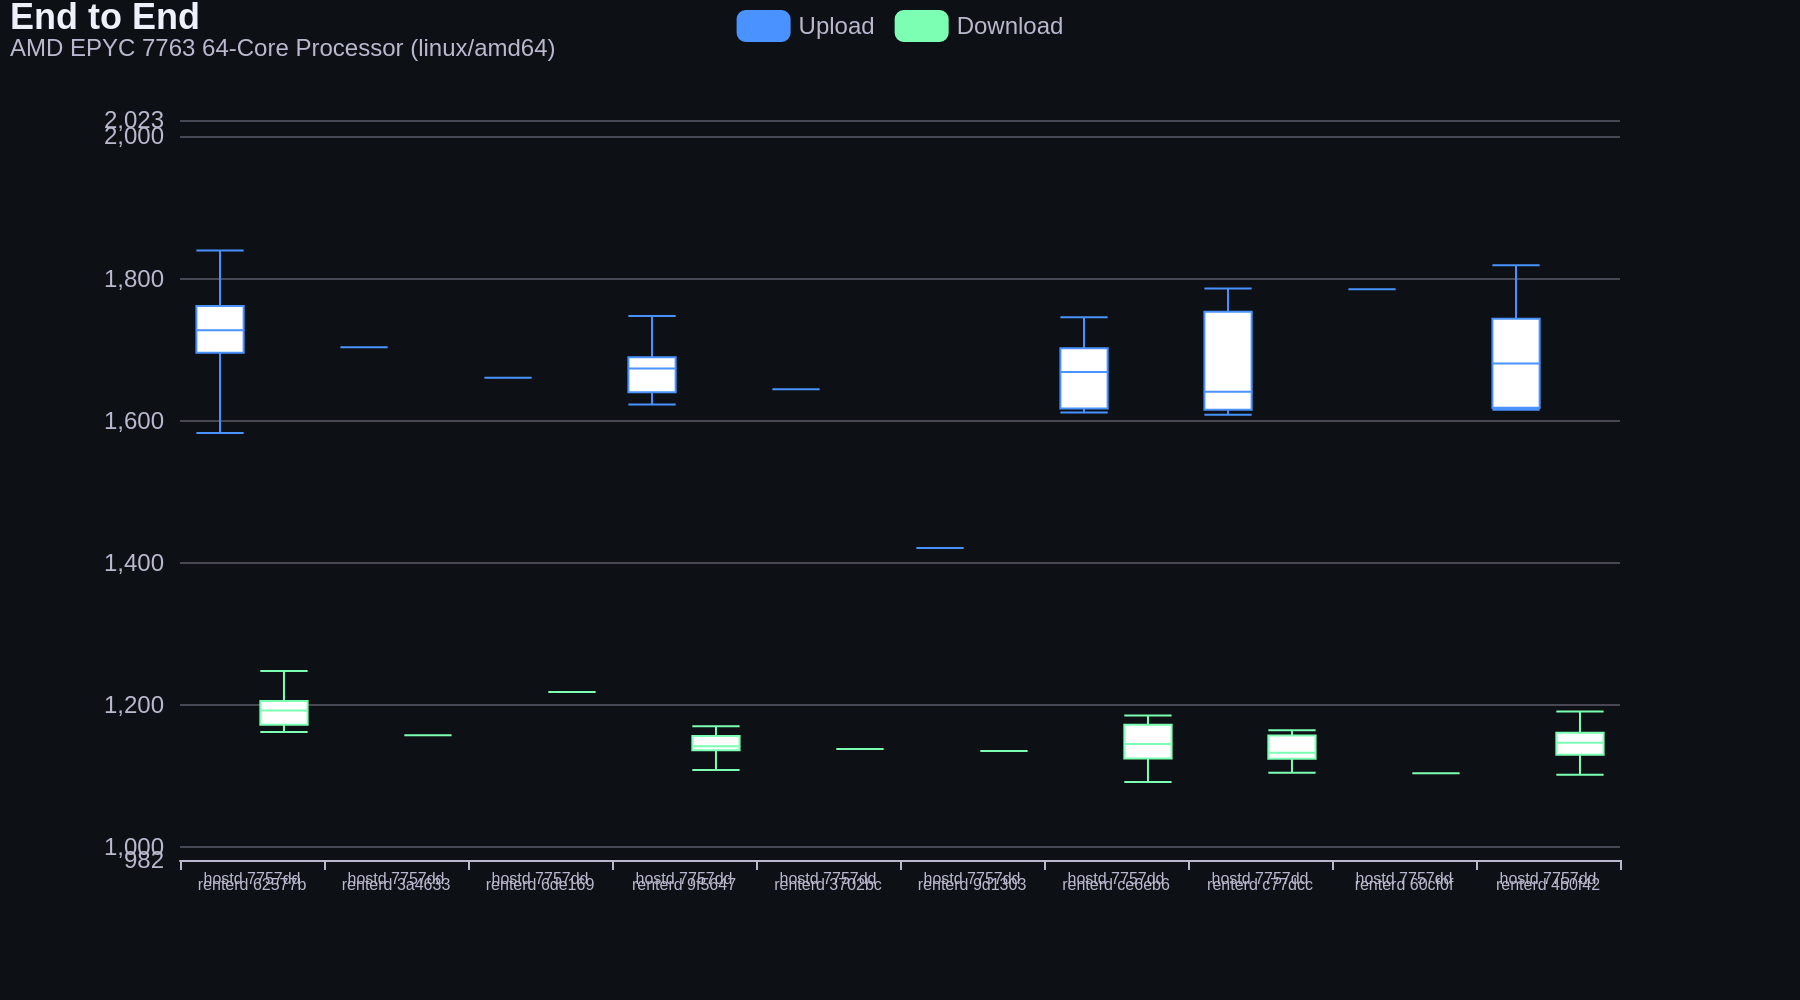 End to End
AMD EPYC 7763 64-Core Processor (linux/amd64)
Upload
Download
2,023
2,000
1,800
1,600
1,400
1,200
1,000
982
hostd 7757dd
renterd 62577b
hostd 7757dd
renterd 3a4633
hostd 7757dd
renterd 6de169
hostd 7757dd
renterd 9f5647
hostd 7757dd
renterd 3702bc
hostd 7757dd
renterd 9d1303
hostd 7757dd
renterd ce6eb6
hostd 7757dd
renterd c77dcc
hostd 7757dd
renterd 60cf0f
hostd 7757dd
renterd 4b0f42